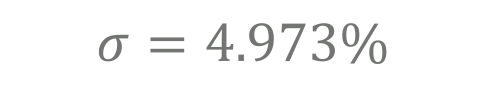 σ = 4.973%